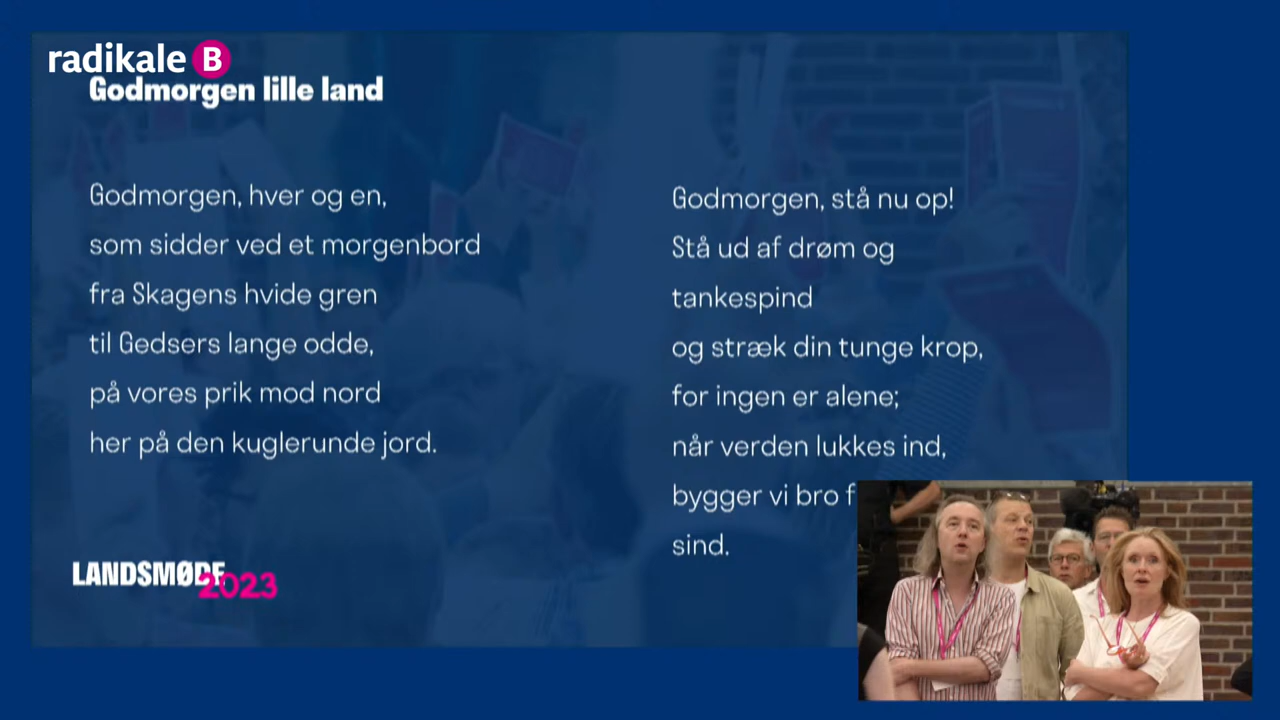 radikale B
Godmorgen lille land
Godmorgen, hver og en,
som sidder ved et morgenbord
fra Skagens hvide gren
til Gedsers lange odde,
på vores prik mod nord
her på den kuglerunde jord.
Godmorgen, stå nu op!
Stå ud af drøm og
tankespind
og stræk din tunge krop,
for ingen er alene;
når verden lukkes ind,
bygger vi bro f
sind.
LANDSMØDE
2023